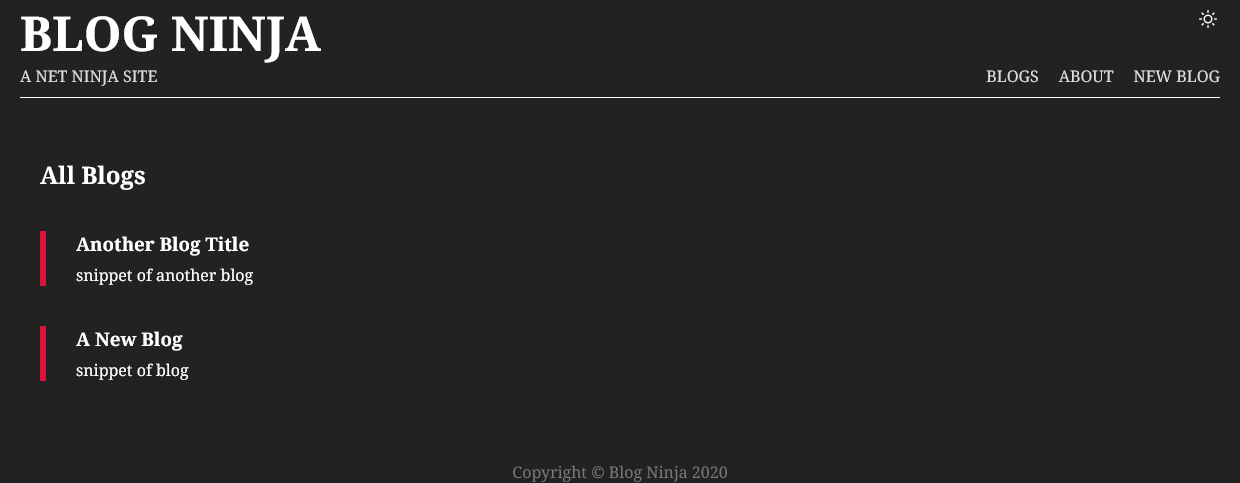 BLOG NINJA
A NET NINJA SITE
BLOGS ABOUT NEW BLOG
All Blogs
Another Blog Title
snippet of another blog
A New Blog
snippet of blog
Copyright © Blog Ninja 2020